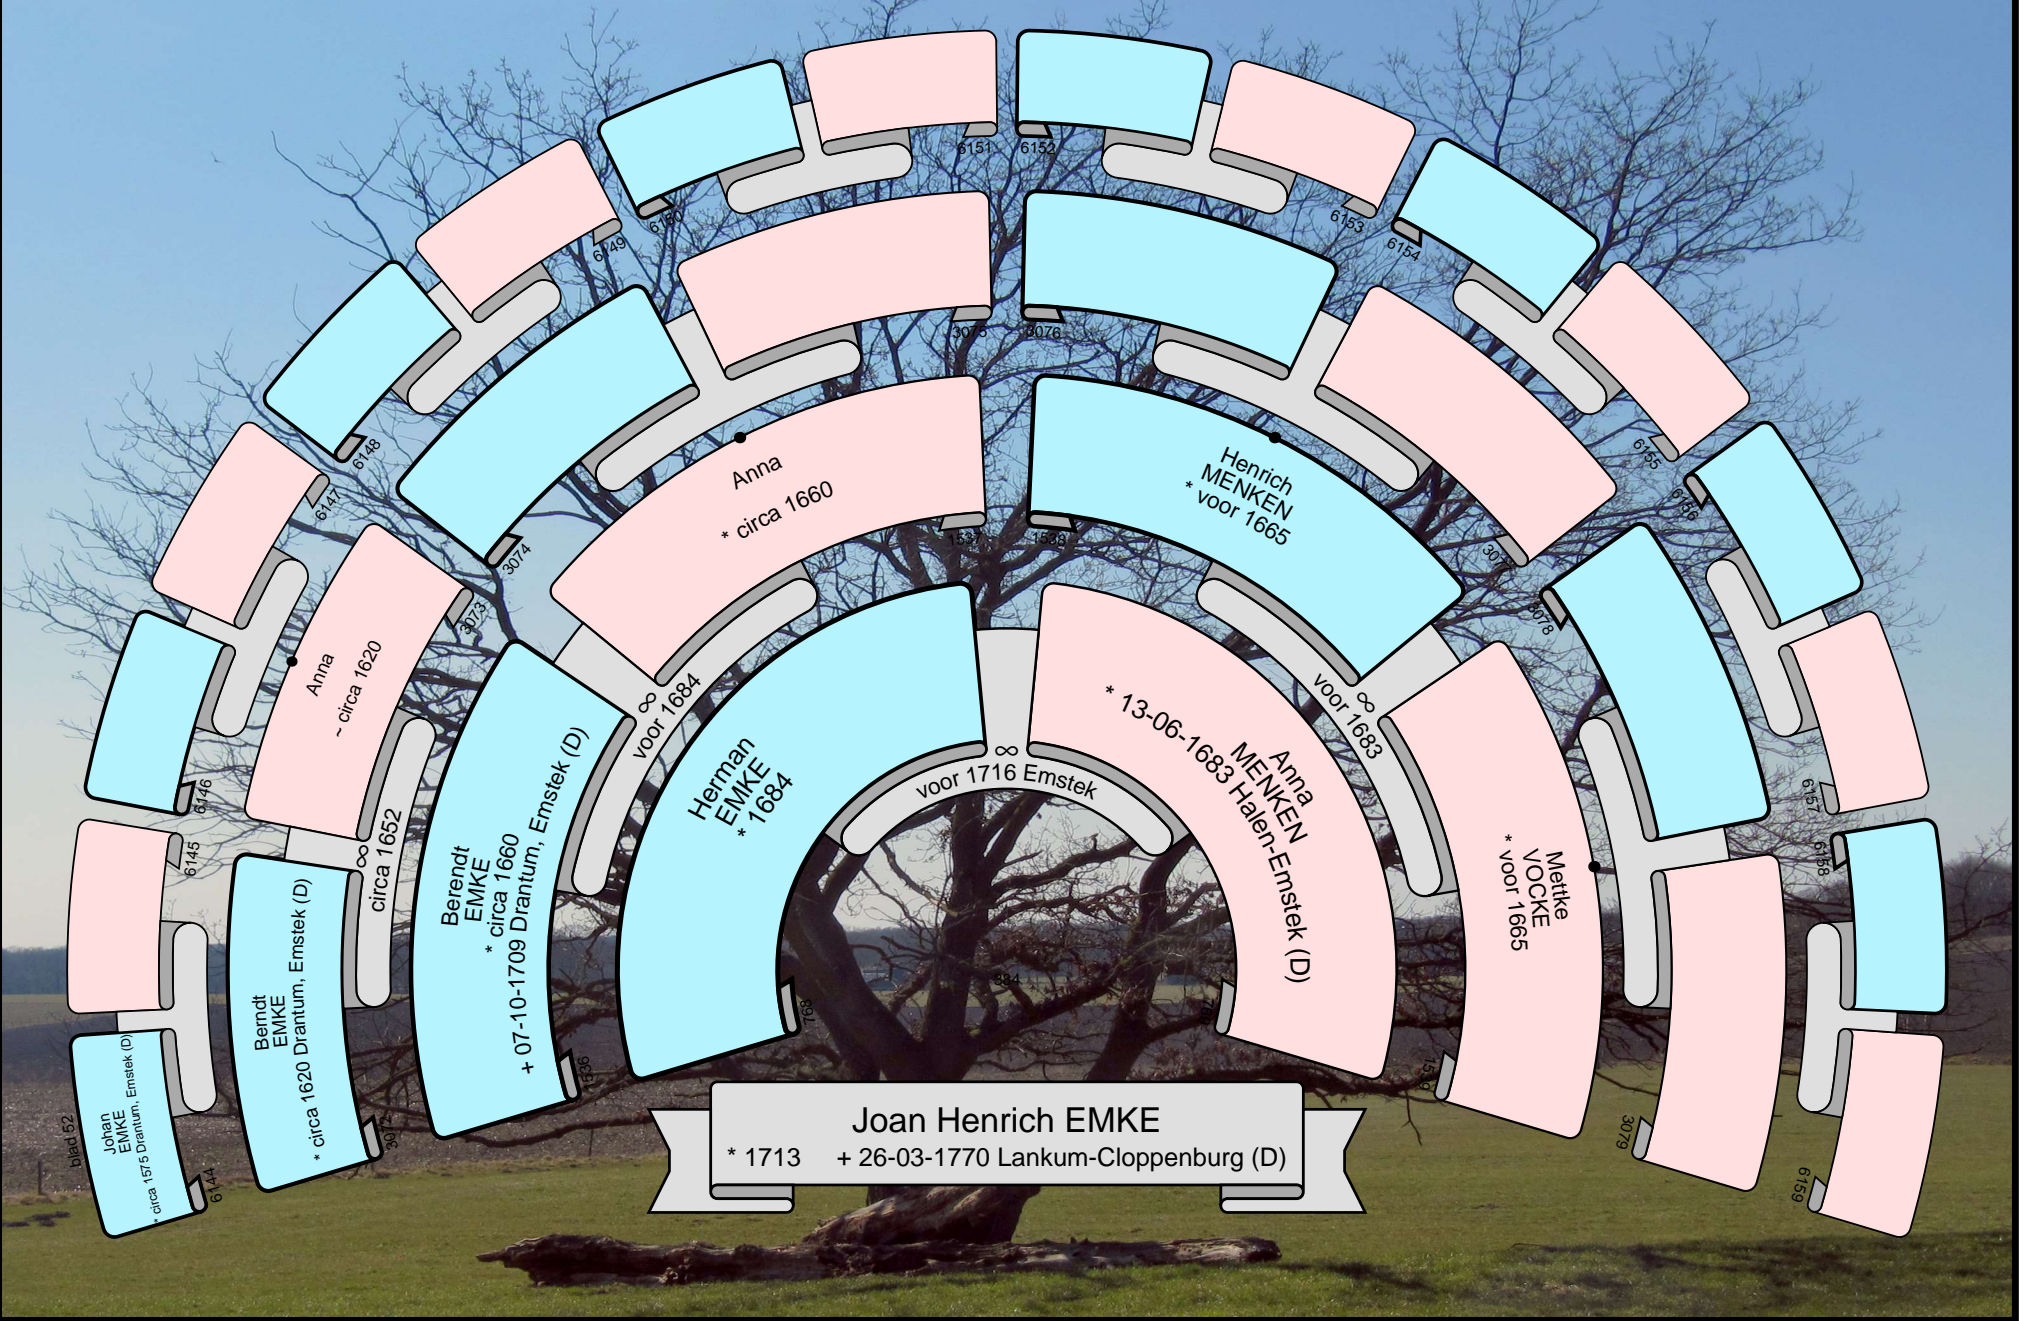 6151
6152
6150
6153
6149
6154
3075
3076
6148
6155
6147
6156
Anna
* circa 1660
Henrich
MENKEN
* voor 1665
1537
1538
3074
3073
3078
Anna
~ circa 1620
∞
voor 1684
∞
voor 1683
6146
6157
6145
6158
∞
circa 1652
Berendt
EMKE
* circa 1660
+ 07-10-1709 Drantum, Emstek (D)
Herman
EMKE
* 1684
∞
voor 1716 Emstek
Anna
MENKEN
* 13-06-1683 Halen-Emstek (D)
Mettke
VOCKE
* voor 1665
Berndt
EMKE
* circa 1620 Drantum, Emstek (D)
384
768
1536
3072
3079
blad 52
Johan
EMKE
* circa 1575 Drantum, Emstek (D)
6144
6159
Joan Henrich EMKE
* 1713 + 26-03-1770 Lankum-Cloppenburg (D)